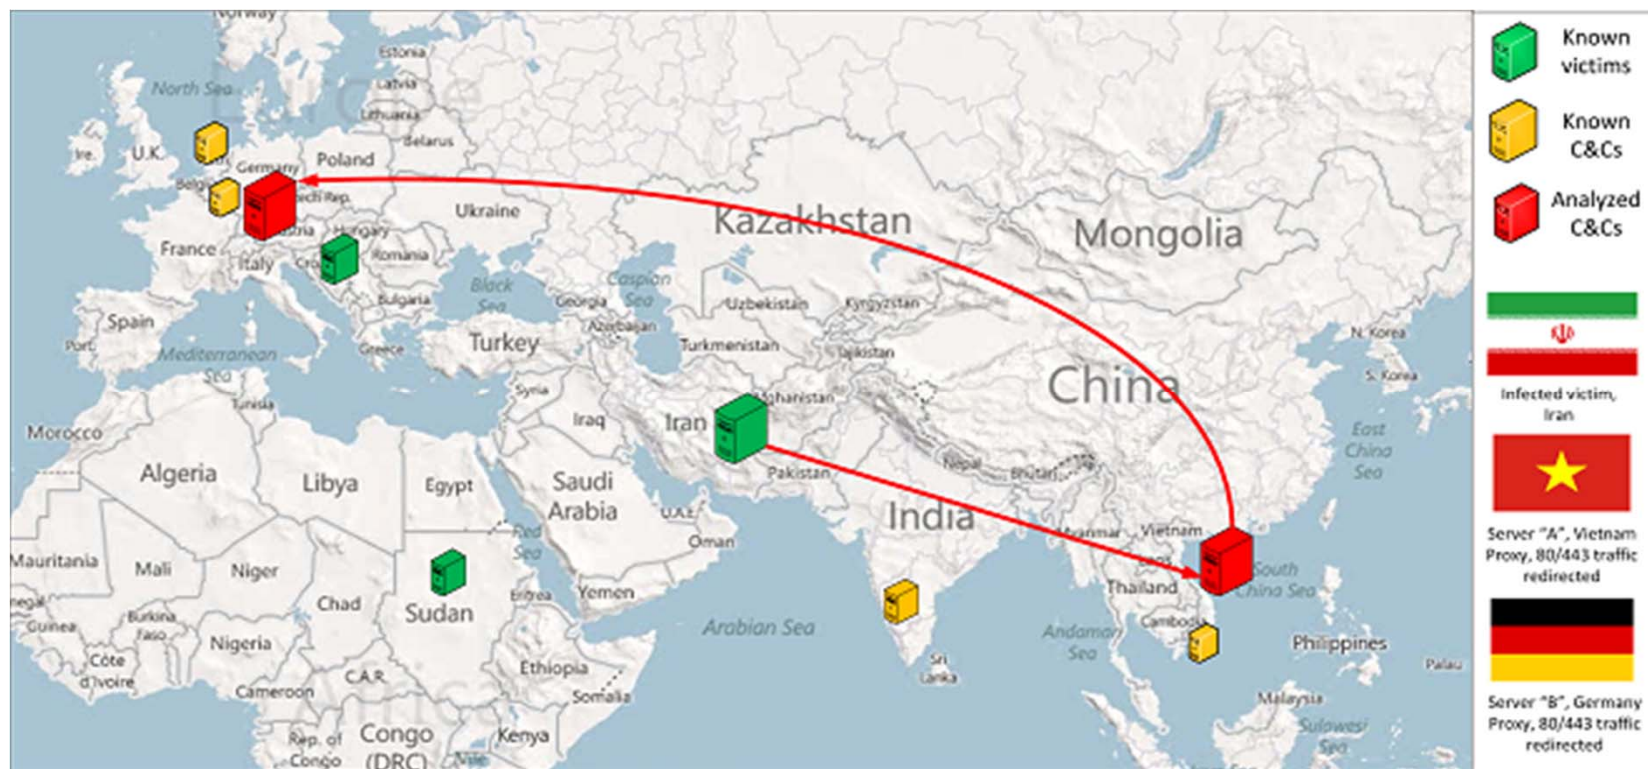 Norway
Estonia
Europe
Latvia
North Sea
Lithuania
Belarus
Ire.
U.K.
Poland
Germany
Ukraine
Kazakhstan
Mongolia
Hungary
France
Italy
Romania
Caspian
Sea
Black
Sea
Bulgaria
Georgia
Uzbekistan
Kyrgyzstan
Spain
Azerbaijan
N. Korea
Port.
Turkey
Turkmenistan
Tajikistan
Greece
Mediterranean
Sea
S. Korea
China
Syria
Afghanistan
Tunisia
Iraq
Iran
Morocco
East
China
Sea
Algeria
Libya
Egypt
Saudi
Arabia
Pakistan
Nepal
Bhutan
U.A.E.
India
Red
Sea
Oman
Myanmar
Vietnam
Laos
Mauritania
Mali
Niger
Thailand
South
China Sea
Chad
Sudan
Eritrea
Yemen
Guinea
Burkina
Faso
Nigeria
Arabian Sea
Andaman
Sea
Cambodia
Philippines
Côte
d'Ivoire
C.A.R.
Ethiopia
Sri
Lanka
Palau
Cameroon
Somalia
Malaysia
Africa
Rep. of
Congo
Congo
(DRC)
Kenya
Sulawesi
Sea
Known
victims
Known
C&Cs
Analyzed
C&Cs
Infected victim,
Iran
Server "A", Vietnam
Proxy, 80/443 traffic
redirected
Server "B", Germany
Proxy, 80/443 traffic
redirected